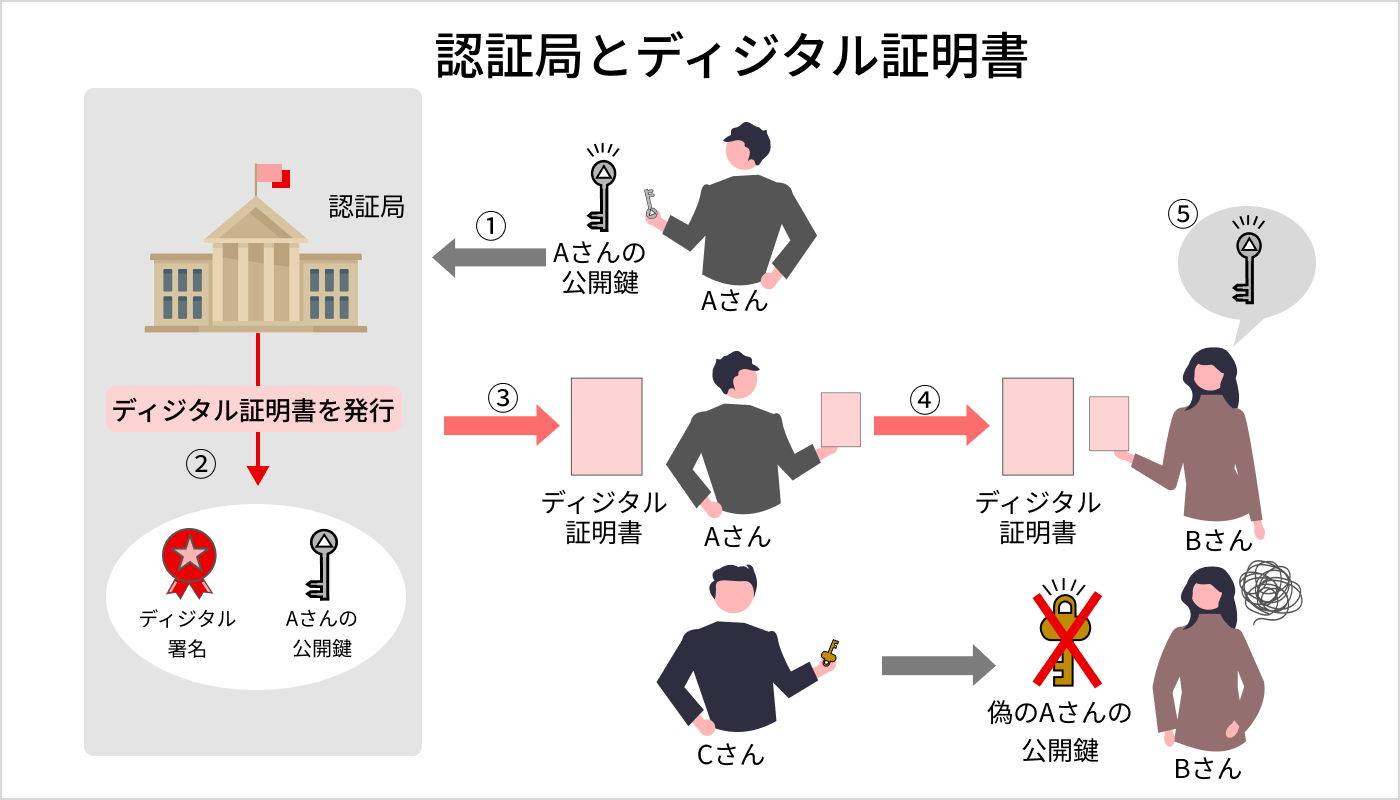 認証局とディジタル証明書
認証局
①
Aさんの
公開鍵
Aさん
⑤
ディジタル証明書を発行
②
ディジタル
署名
Aさんの
公開鍵
③
ディジタル
証明書
Aさん
④
ディジタル
証明書
Bさん
Cさん
偽のAさんの
公開鍵
Bさん